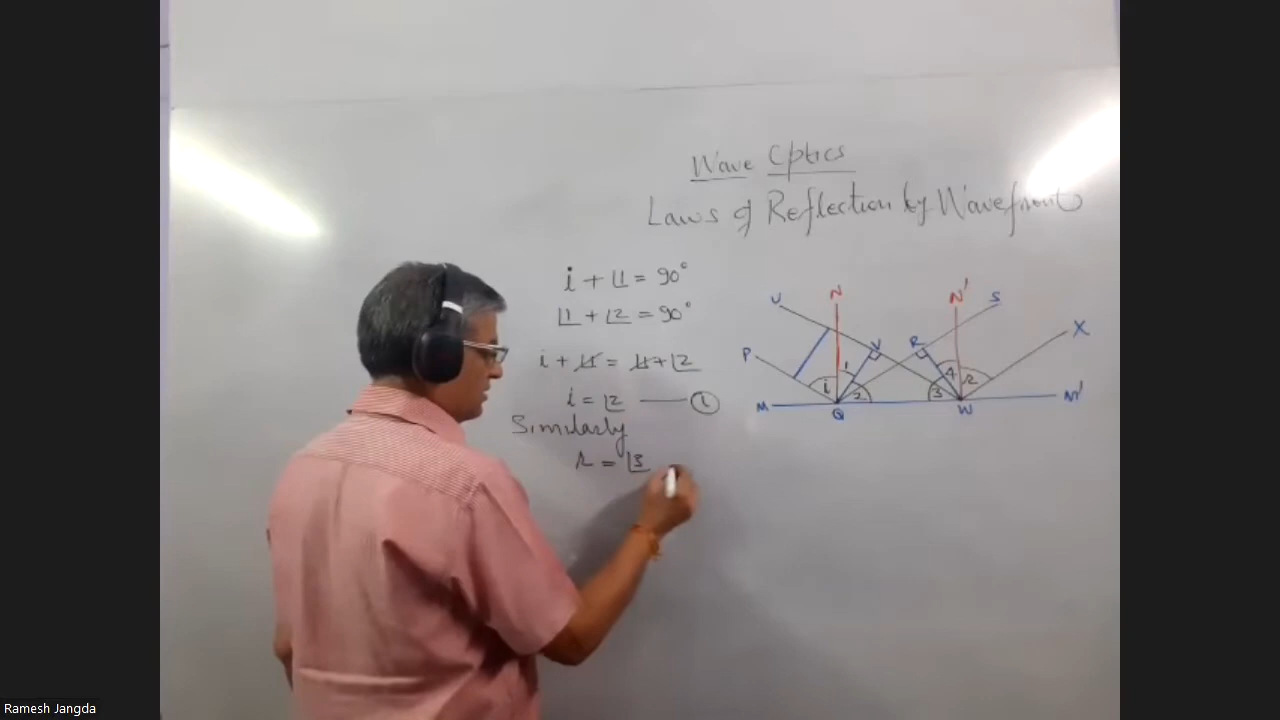 Wave Optics
Laws of Reflection by Wavefront
i + ∠1 = 90°
∠1 + ∠2 = 90°
i + ∠1 = ∠1 + ∠2
i = ∠2 —— (1)
Similarly
r = ∠3
U N N' S
P V R X
i 1 2 3 4 r
M Q W M'
Ramesh Jangda